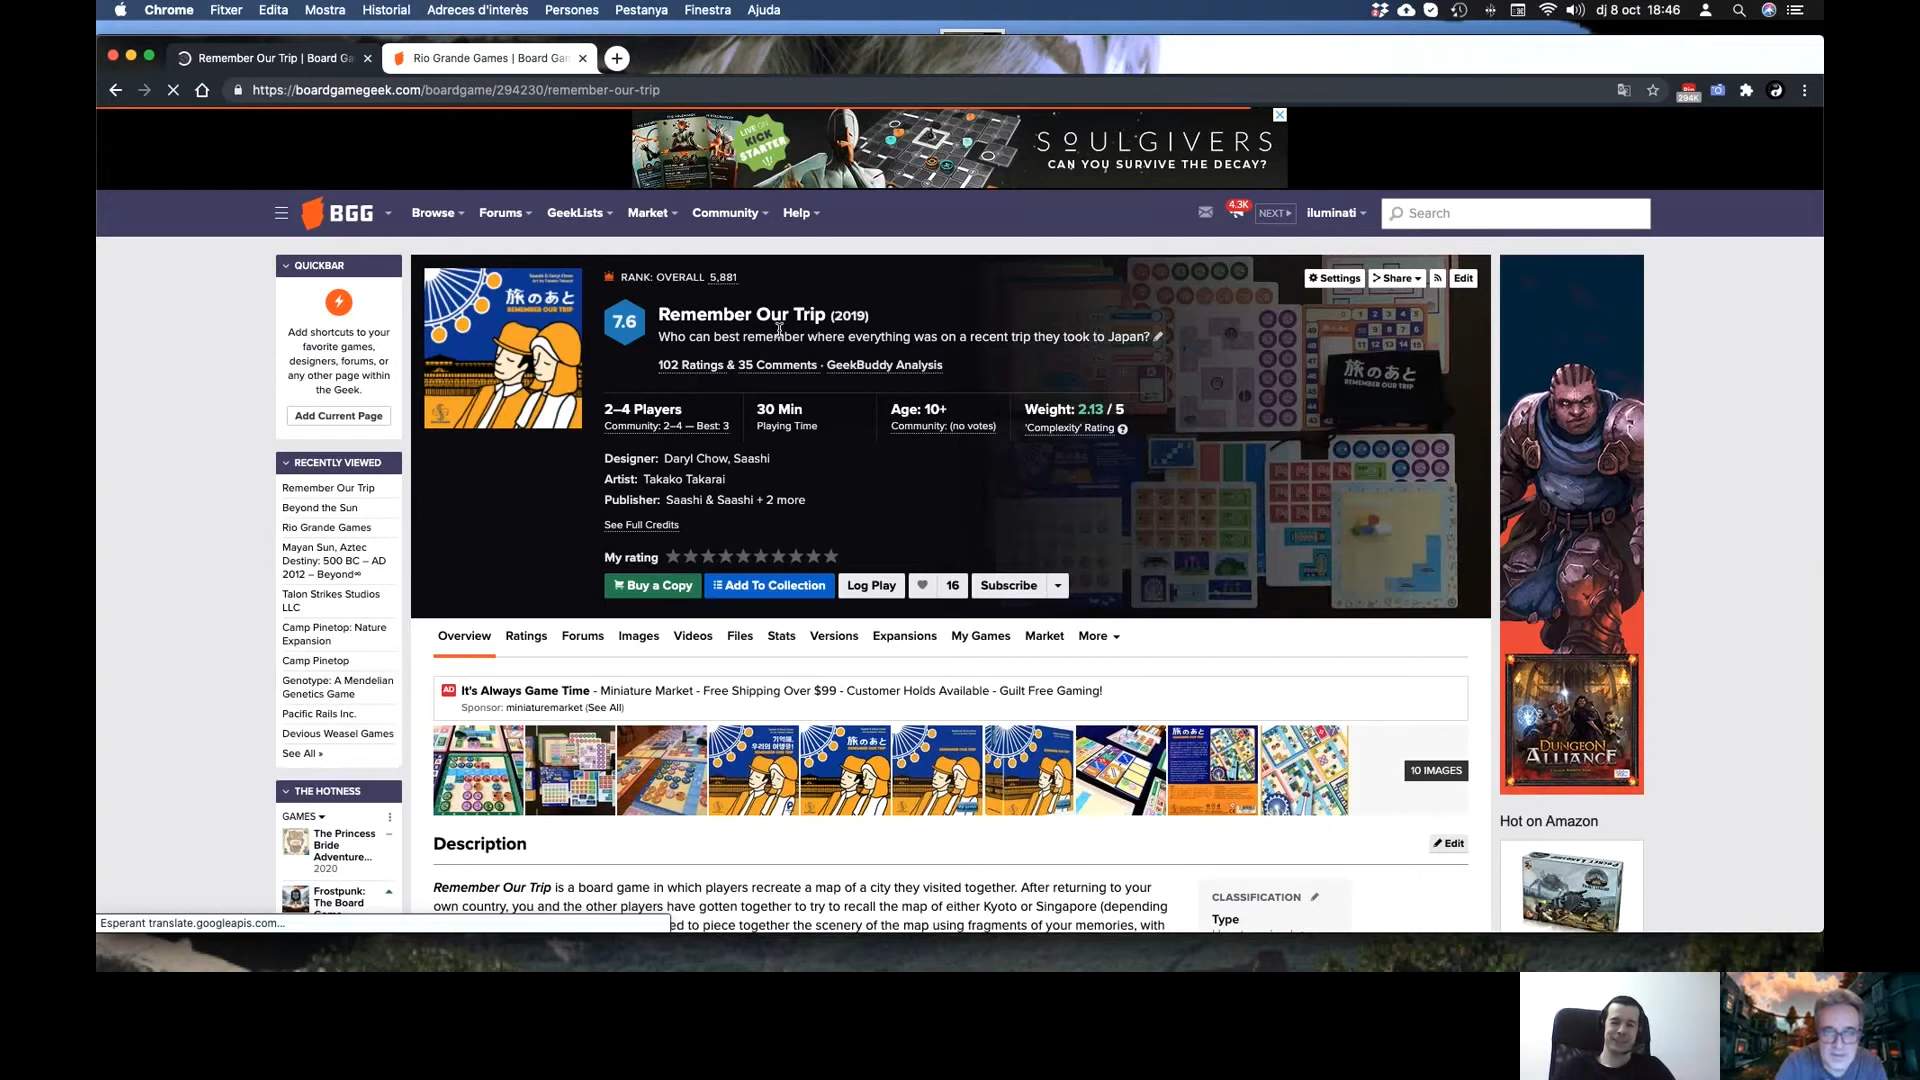 Chrome Fitxer Edita Mostra Historial Adreces d'interès Persones Pestanya Finestra Ajuda
dj 8 oct 18:46
Remember Our Trip | Board Ga
Rio Grande Games | Board Gam
https://boardgamegeek.com/boardgame/294230/remember-our-trip
294K
LIVE ON
KICK
STARTER
SOULGIVERS
CAN YOU SURVIVE THE DECAY?
BGG
Browse Forums GeekLists Market Community Help
4.3K
NEXT
iluminati
Search
QUICKBAR
Add shortcuts to your
favorite games,
designers, forums, or
any other page within
the Geek.
Add Current Page
RECENTLY VIEWED
Remember Our Trip
Beyond the Sun
Rio Grande Games
Mayan Sun, Aztec
Destiny: 500 BC – AD
2012 – Beyond∞
Talon Strikes Studios
LLC
Camp Pinetop: Nature
Expansion
Camp Pinetop
Genotype: A Mendelian
Genetics Game
Pacific Rails Inc.
Devious Weasel Games
See All »
THE HOTNESS
GAMES
The Princess
Bride
Adventure...
2020
Frostpunk:
The Board
旅のあと
REMEMBER OUR TRIP
RANK: OVERALL 5,881
Settings Share Edit
7.6
Remember Our Trip (2019)
Who can best remember where everything was on a recent trip they took to Japan?
102 Ratings & 35 Comments · GeekBuddy Analysis
2–4 Players
Community: 2–4 — Best: 3
30 Min
Playing Time
Age: 10+
Community: (no votes)
Weight: 2.13 / 5
'Complexity' Rating
Designer: Daryl Chow, Saashi
Artist: Takako Takarai
Publisher: Saashi & Saashi + 2 more
See Full Credits
My rating
Buy a Copy Add To Collection Log Play 16 Subscribe
Overview Ratings Forums Images Videos Files Stats Versions Expansions My Games Market More
AD It's Always Game Time - Miniature Market - Free Shipping Over $99 - Customer Holds Available - Guilt Free Gaming!
Sponsor: miniaturemarket (See All)
10 IMAGES
Description
Edit
Remember Our Trip is a board game in which players recreate a map of a city they visited together. After returning to your
own country, you and the other players have gotten together to try to recall the map of either Kyoto or Singapore (depending
ed to piece together the scenery of the map using fragments of your memories, with
CLASSIFICATION
Type
DUNGEON
ALLIANCE
Hot on Amazon
Esperant translate.googleapis.com...